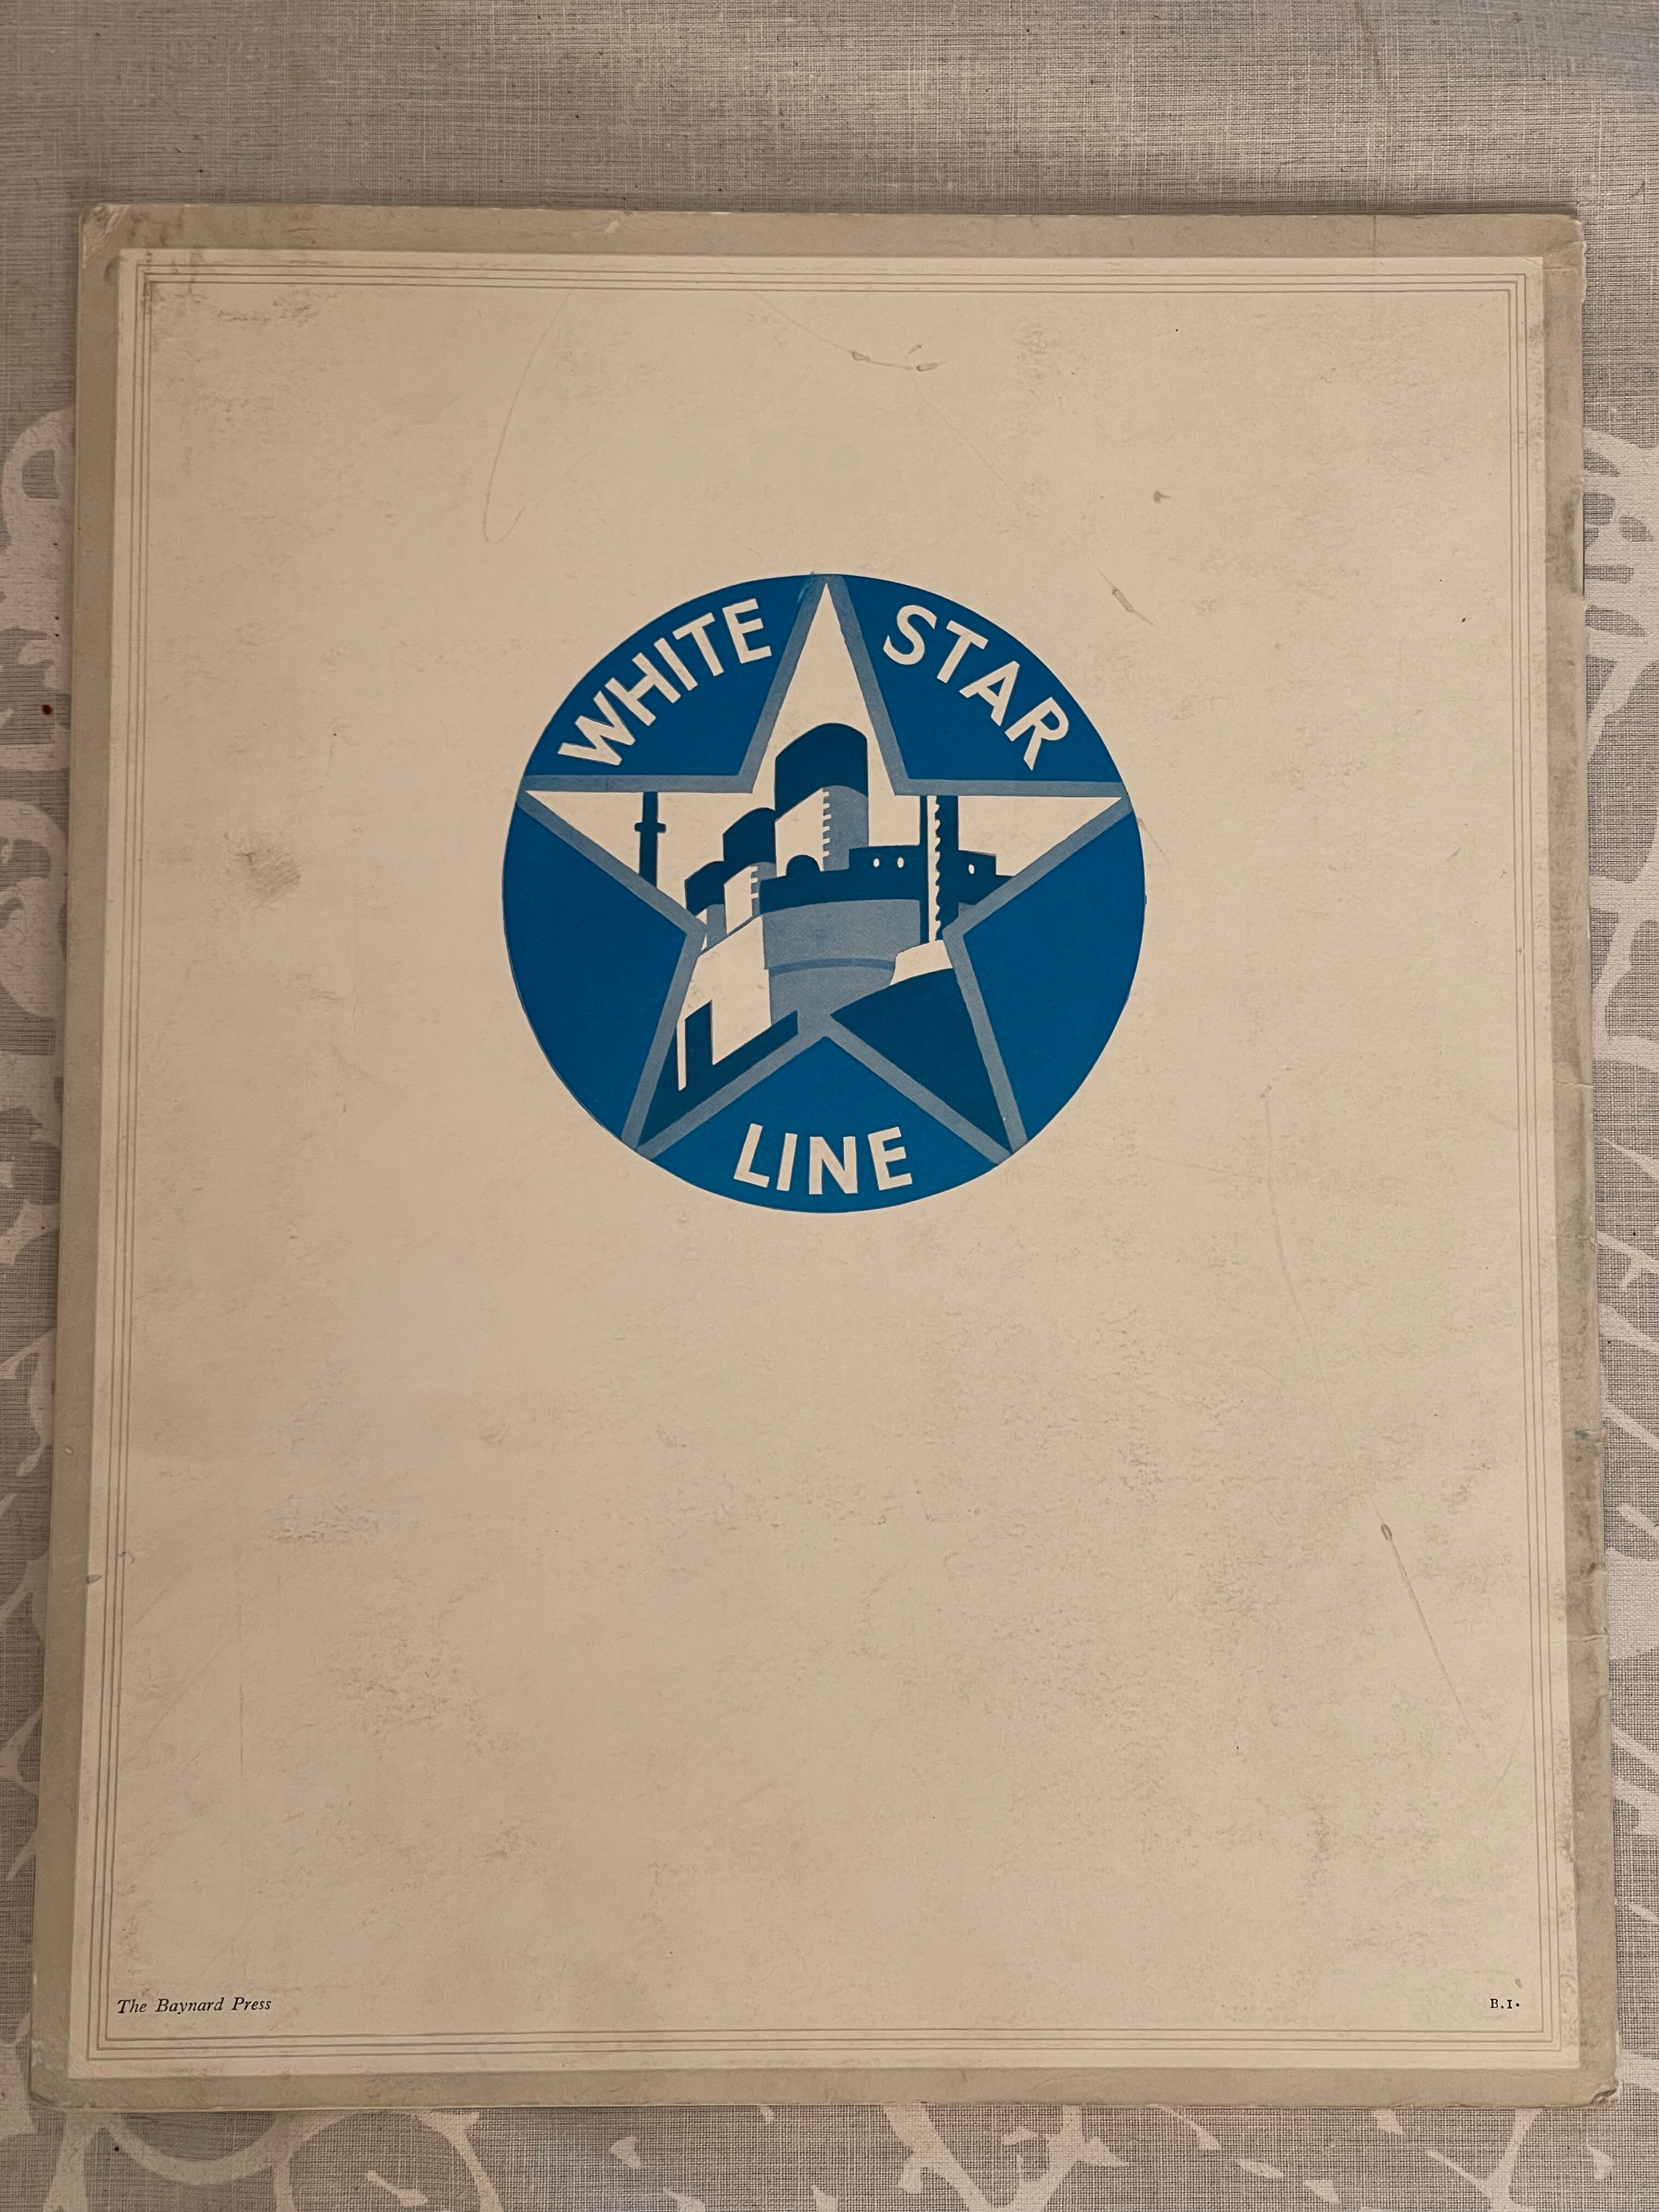 WHITE STAR
LINE
The Baynard Press
B.I.